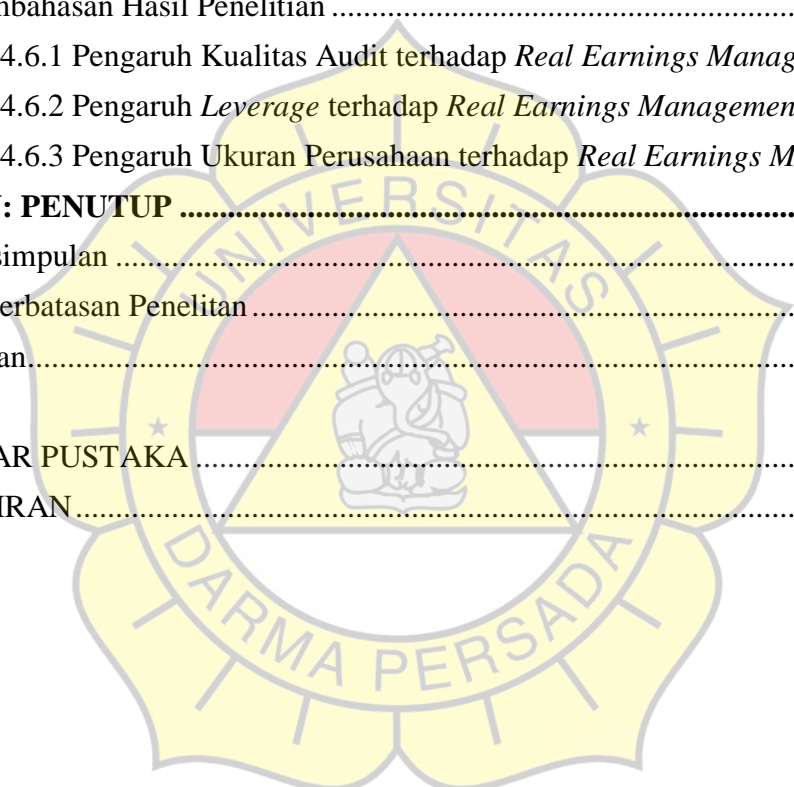 mbahasan Hasil Penelitian ..........................................................
4.6.1 Pengaruh Kualitas Audit terhadap Real Earnings Manag
4.6.2 Pengaruh Leverage terhadap Real Earnings Managemen
4.6.3 Pengaruh Ukuran Perusahaan terhadap Real Earnings M
: PENUTUP ..........................................................
simpulan ..........................................................
erbatasan Penelitan ..........................................................
an..........................................................
AR PUSTAKA ..........................................................
IRAN ..........................................................
UNIVERSITAS
DARMA PERSADA